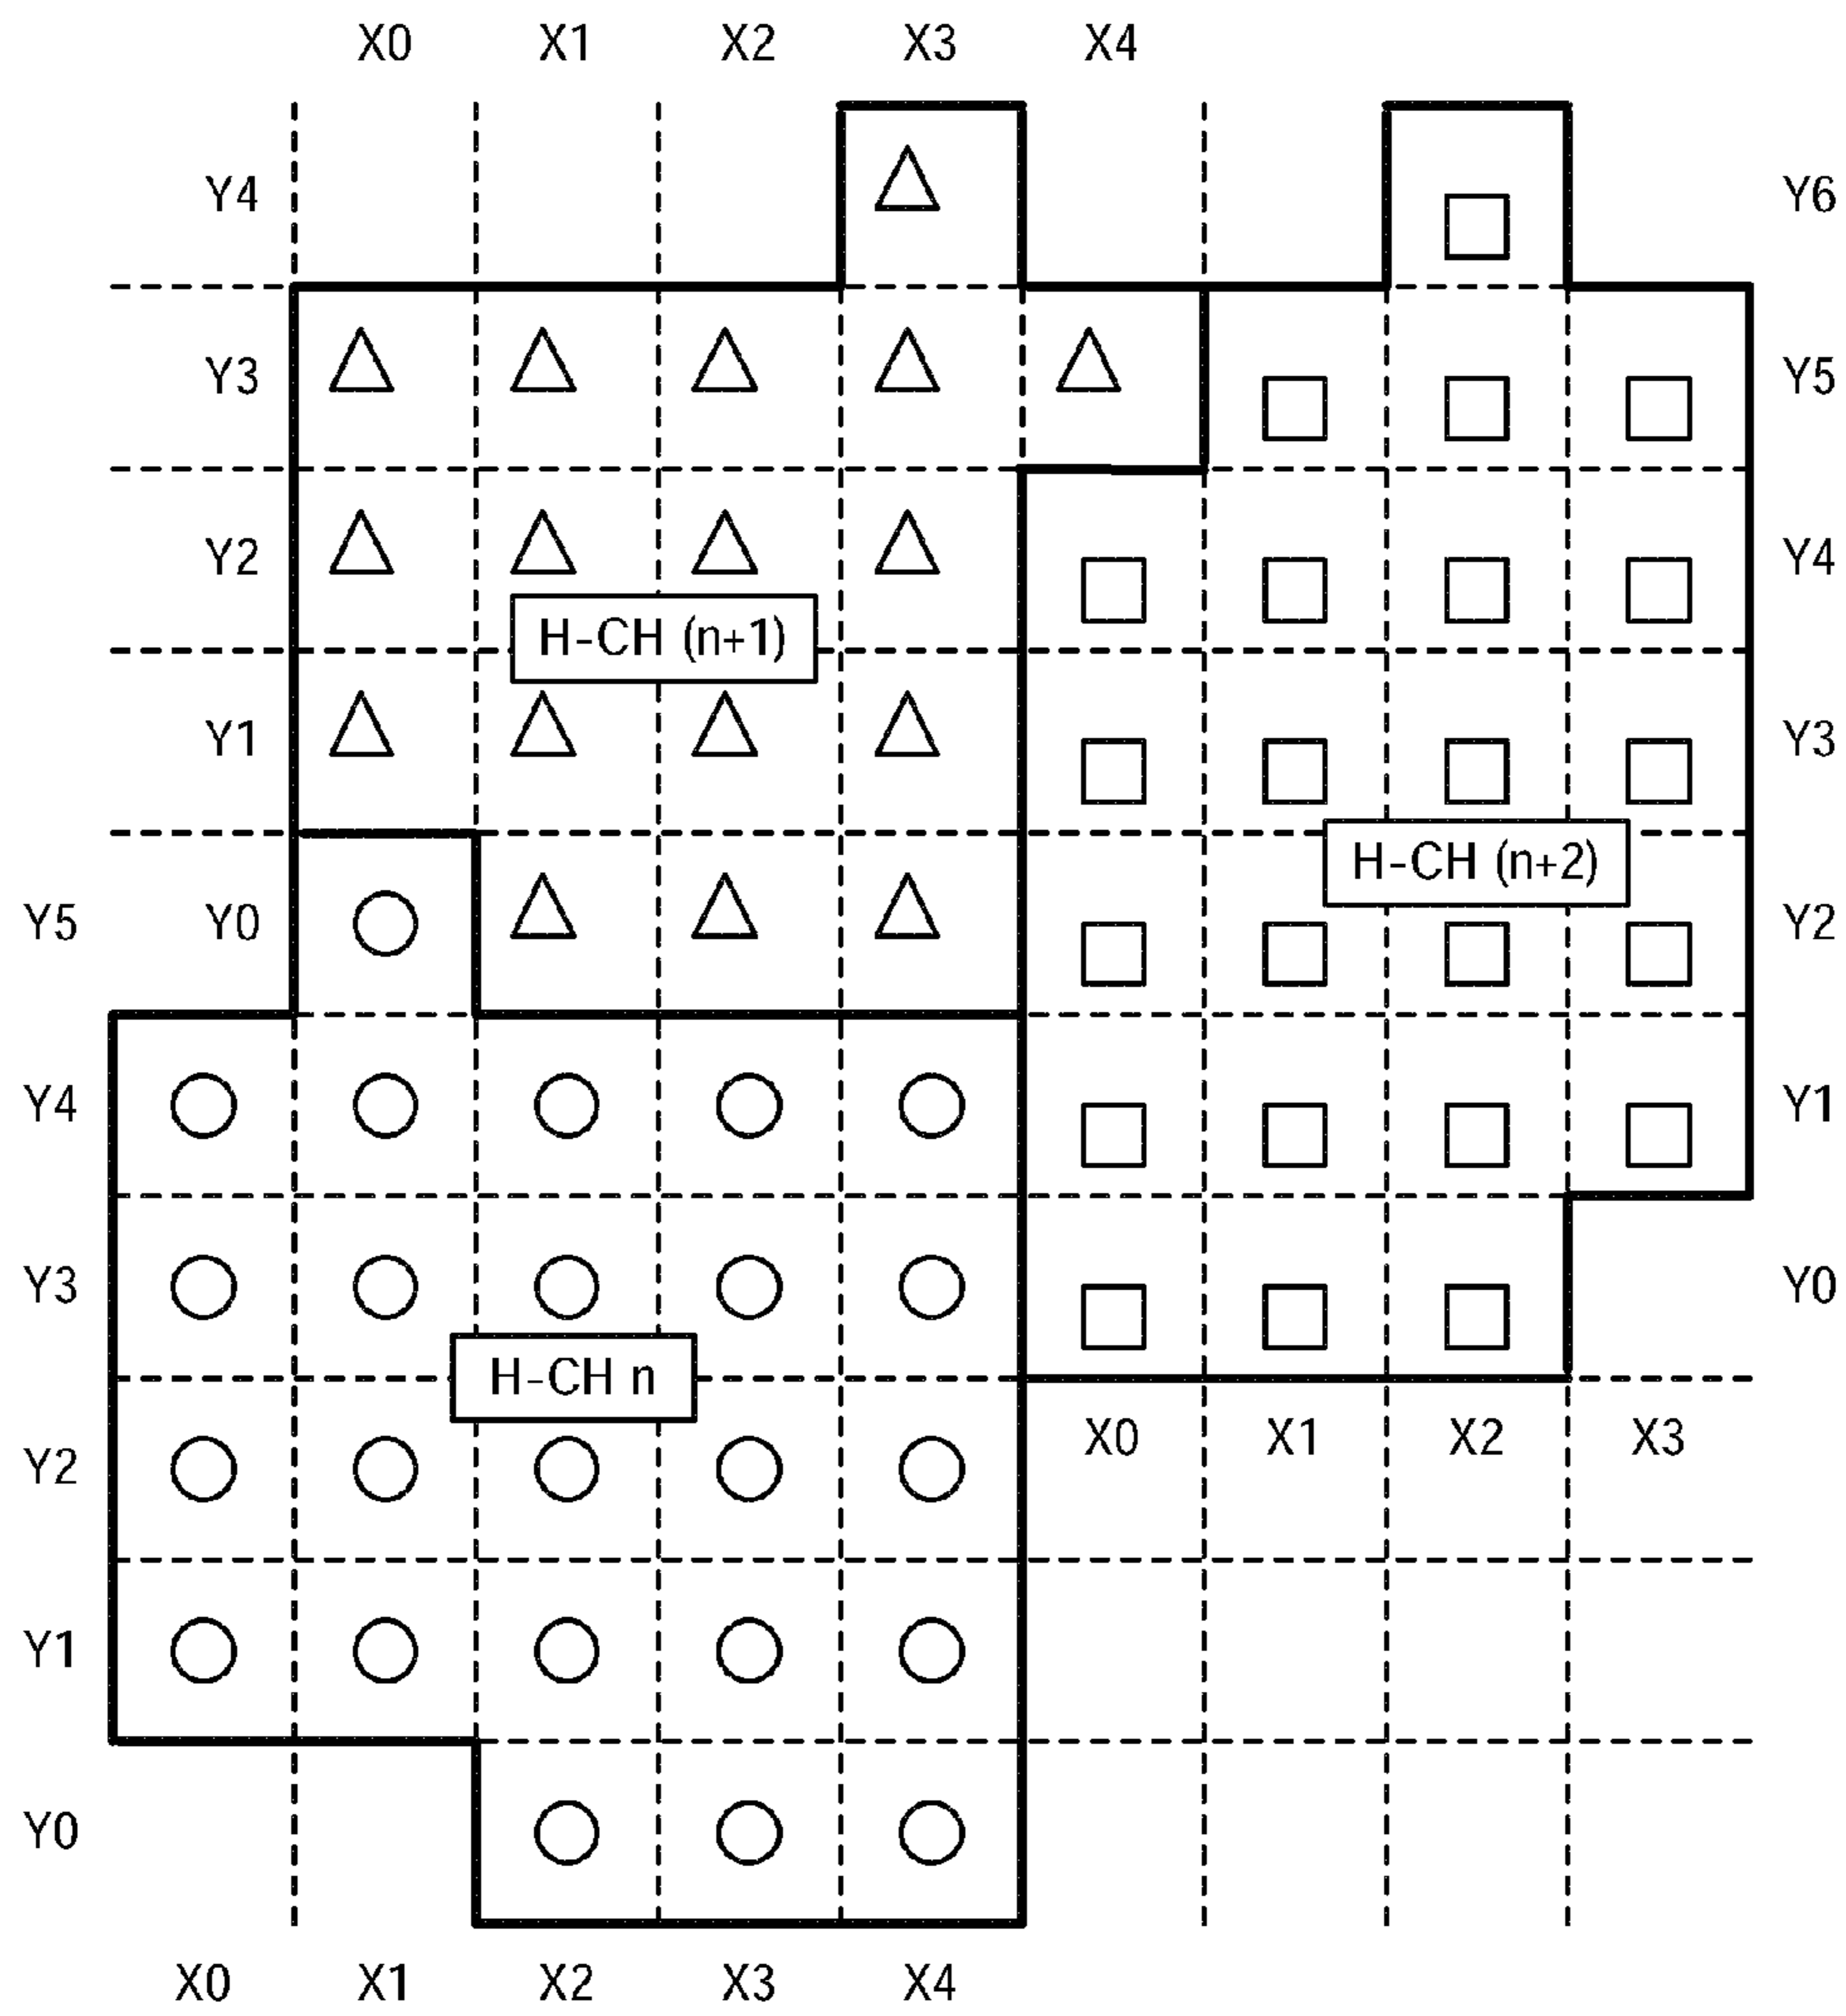 X0 X1 X2 X3 X4
Y4 Y6
Y3 Y5
Y2 Y4
H-CH (n+1)
Y1 Y3
H-CH (n+2)
Y5 Y0 Y2
Y4 Y1
Y3 Y0
H-CH n
X0 X1 X2 X3
Y2
Y1
Y0
X0 X1 X2 X3 X4